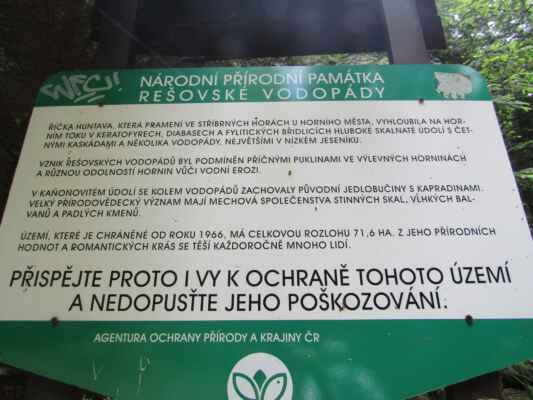 NÁRODNÍ PŘÍRODNÍ PAMÁTKA
REŠOVSKÉ VODOPÁDY
ŘÍČKA HUNTAVA, KTERÁ PRAMENÍ VE STŘÍBRNÝCH HORÁCH U HORNÍHO MĚSTA, VYHLOUBILA NA HOR-
NÍM TOKU V KERATOFYRECH, DIABASECH A FYLITICKÝCH BŘIDLICÍCH HLUBOKÉ SKALNATÉ ÚDOLÍ S ČET-
NÝMI KASKÁDAMI A NĚKOLIKA VODOPÁDY, NEJVĚTŠÍMI V NÍZKÉM JESENÍKU.
VZNIK ŘEŠOVSKÝCH VODOPÁDŮ BYL PODMÍNĚN PŘÍČNÝMI PUKLINAMI VE VÝLEVNÝCH HORNINÁCH
A RŮZNOU ODOLNOSTÍ HORNIN VŮČI VODNÍ EROZI.
V KAŇONOVITÉM ÚDOLÍ SE KOLEM VODOPÁDŮ ZACHOVALY PŮVODNÍ JEDLOBUČINY S KAPRADINAMI.
VELKÝ PŘÍRODOVĚDECKÝ VÝZNAM MAJÍ MECHOVÁ SPOLEČENSTVA STINNÝCH SKAL, VLHKÝCH BAL-
VANŮ A PADLÝCH KMENŮ.
ÚZEMÍ, KTERÉ JE CHRÁNĚNÉ OD ROKU 1966, MÁ CELKOVOU ROZLOHU 71,6 HA. Z JEHO PŘÍRODNÍCH
HODNOT A ROMANTICKÝCH KRÁS SE TĚŠÍ KAŽDOROČNĚ MNOHO LIDÍ.
PŘISPĚJTE PROTO I VY K OCHRANĚ TOHOTO ÚZEMÍ
A NEDOPUSŤTE JEHO POŠKOZOVÁNÍ.
AGENTURA OCHRANY PŘÍRODY A KRAJINY ČR